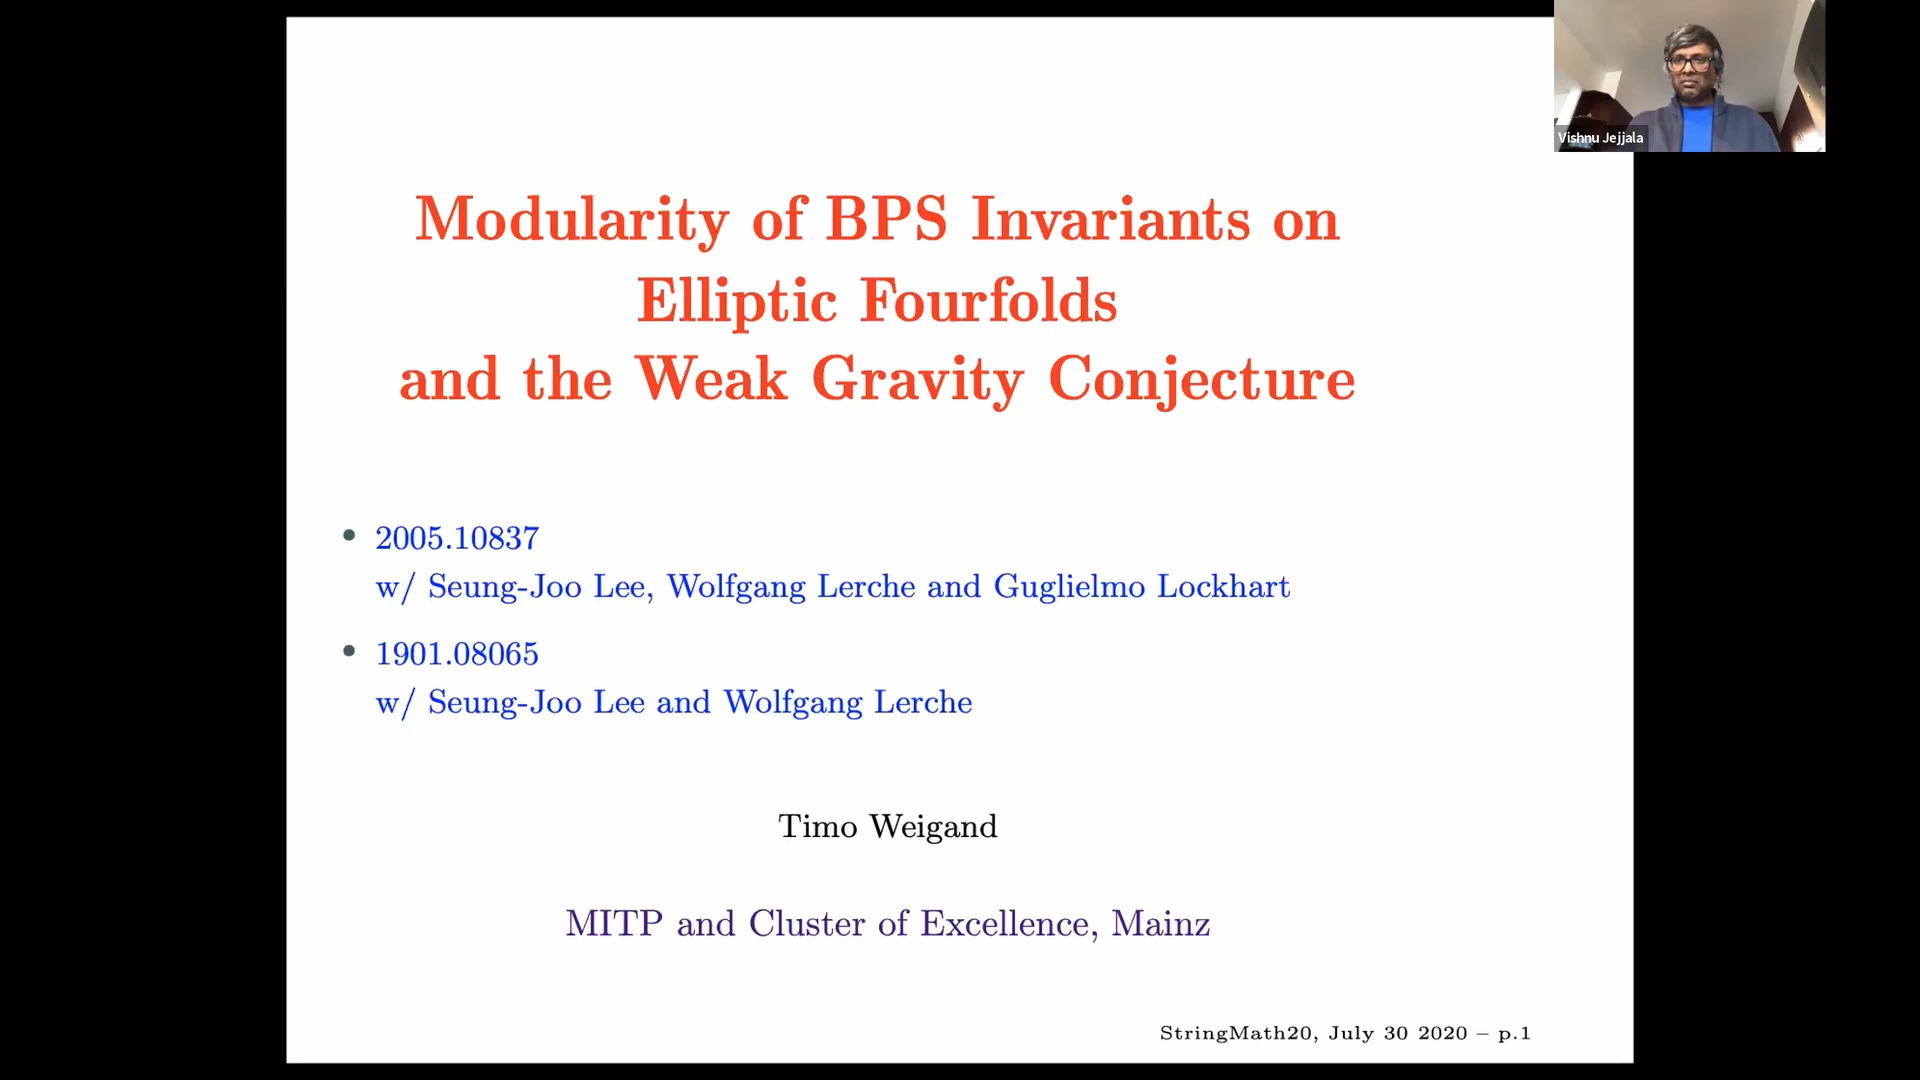 Vishnu Jejjala
Modularity of BPS Invariants on
Elliptic Fourfolds
and the Weak Gravity Conjecture
• 2005.10837
w/ Seung-Joo Lee, Wolfgang Lerche and Guglielmo Lockhart
• 1901.08065
w/ Seung-Joo Lee and Wolfgang Lerche
Timo Weigand
MITP and Cluster of Excellence, Mainz
StringMath20, July 30 2020 – p.1